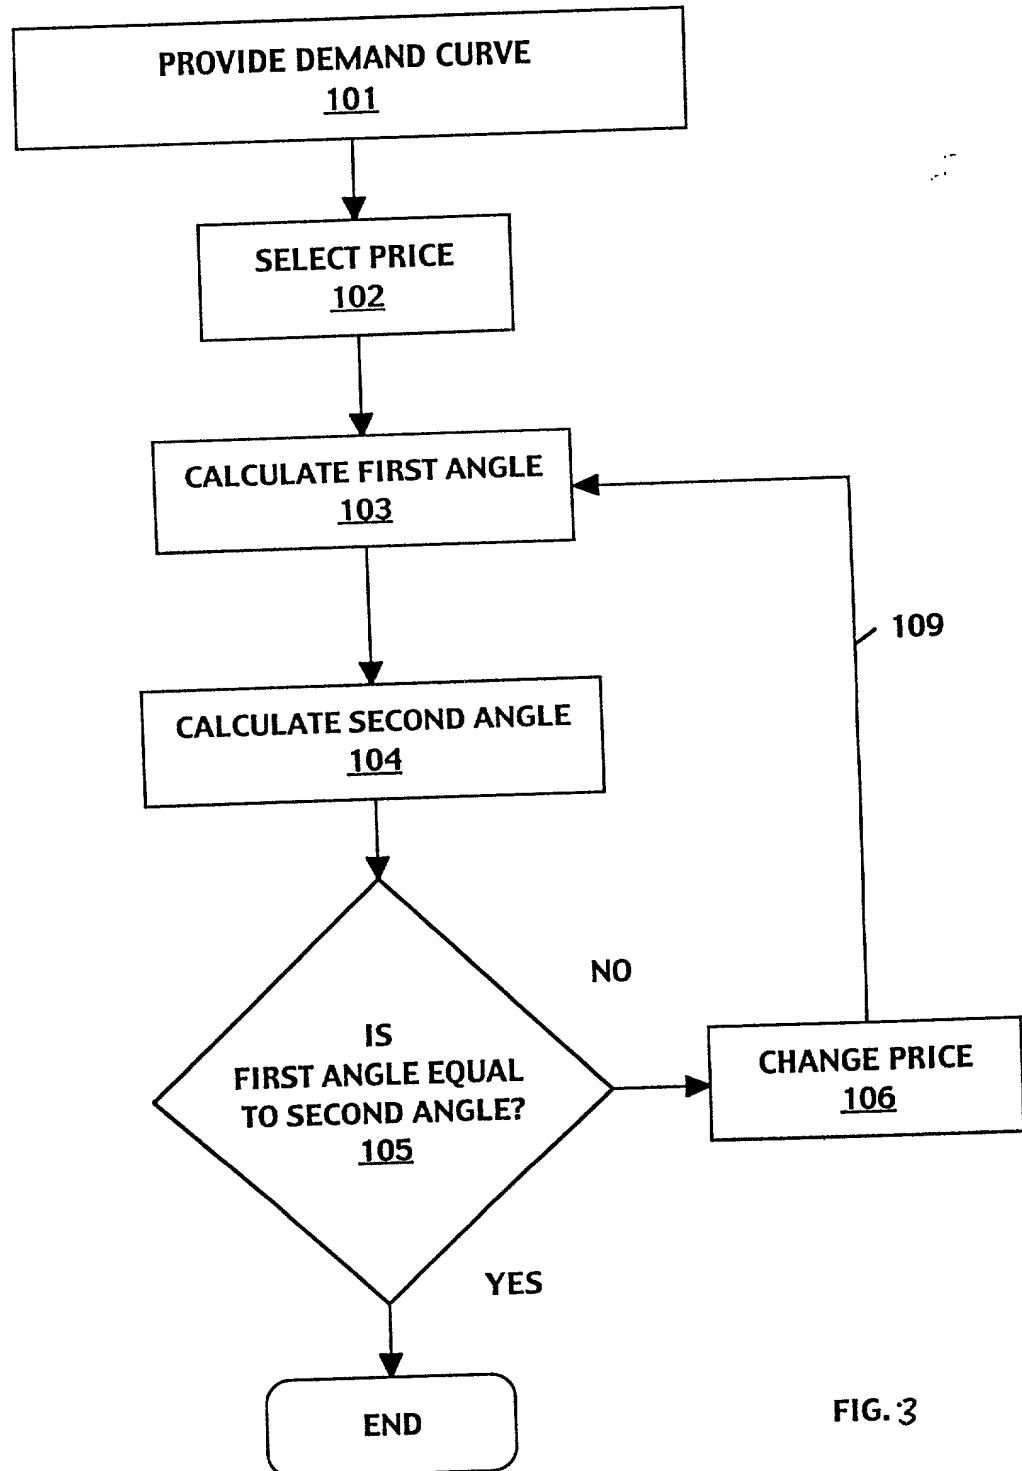 PROVIDE DEMAND CURVE
101
SELECT PRICE
102
CALCULATE FIRST ANGLE
103
109
CALCULATE SECOND ANGLE
104
NO
IS
FIRST ANGLE EQUAL
TO SECOND ANGLE?
105
CHANGE PRICE
106
YES
END
FIG. 3